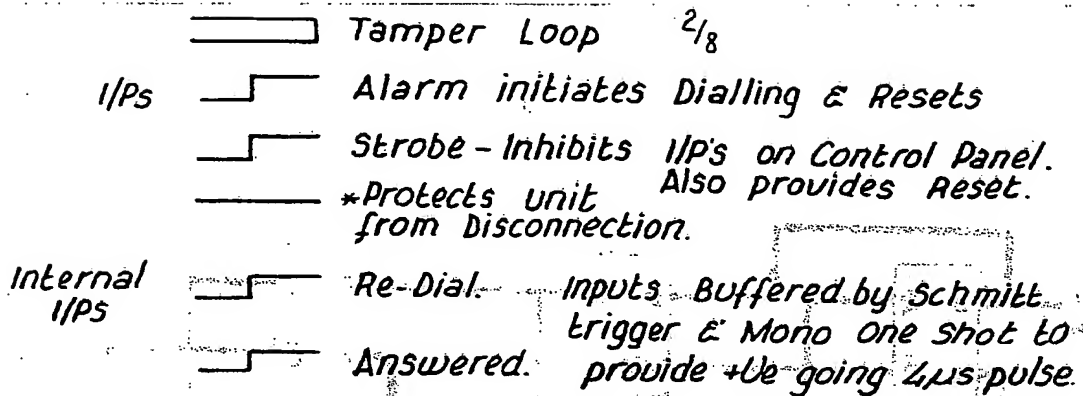 Tamper Loop 2/8
I/Ps Alarm initiates Dialling & Resets
Strobe - Inhibits I/P's on Control Panel.
Also provides Reset.
*Protects unit
from Disconnection.
Internal
I/Ps
Re-Dial.
Inputs Buffered by Schmitt
trigger & Mono One Shot to
provide +Ve going 4µs pulse.
Answered.